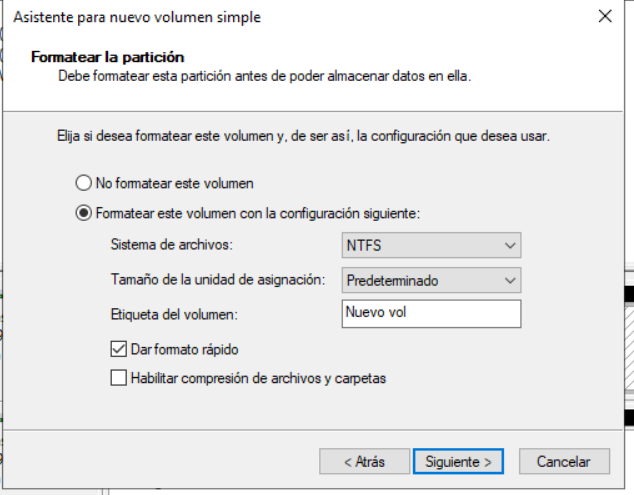 Asistente para nuevo volumen simple
Formatear la partición
Debe formatear esta partición antes de poder almacenar datos en ella.
Elija si desea formatear este volumen y, de ser así, la configuración que desea usar.
No formatear este volumen
Formatear este volumen con la configuración siguiente:
Sistema de archivos: NTFS
Tamaño de la unidad de asignación: Predeterminado
Etiqueta del volumen: Nuevo vol
Dar formato rápido
Habilitar compresión de archivos y carpetas
< Atrás Siguiente > Cancelar